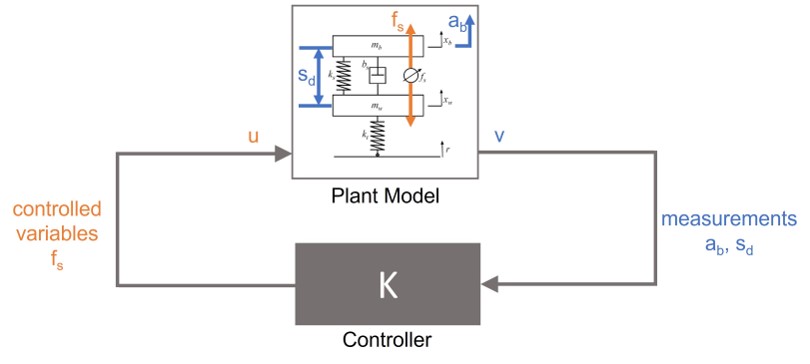 f_s
a_b
m_b
x_b
s_d
k_s
b_s
f_s
m_w
x_w
k_t
r
u
v
Plant Model
controlled
variables
f_s
measurements
a_b, s_d
K
Controller